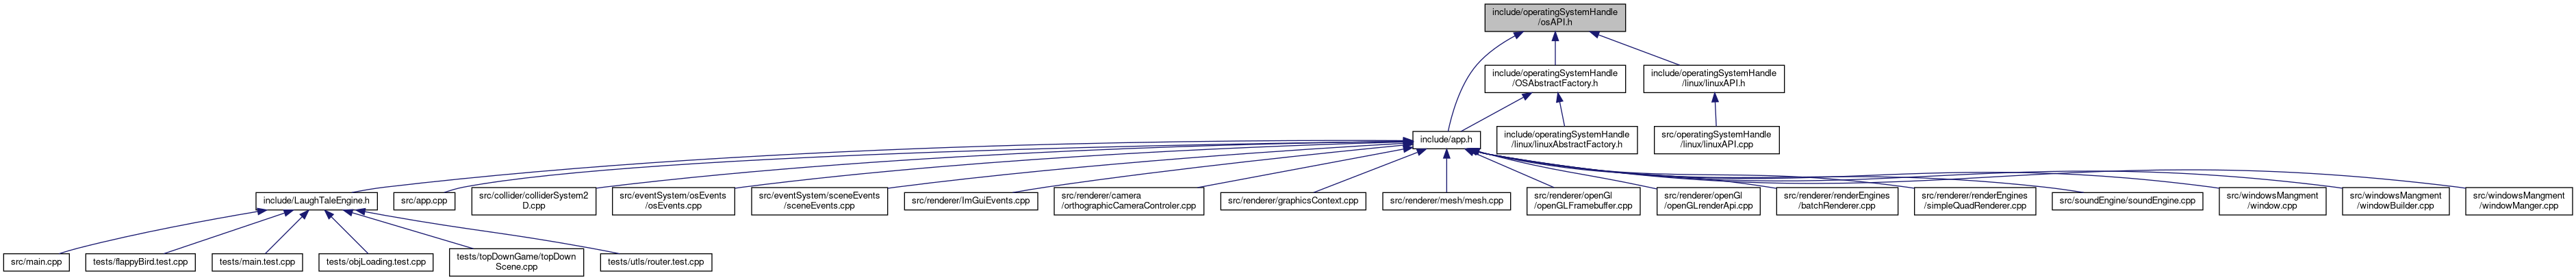 include/operatingSystemHandle
/osAPI.h
include/operatingSystemHandle
/OSAbstractFactory.h
include/operatingSystemHandle
/linux/linuxAPI.h
include/app.h
include/operatingSystemHandle
/linux/linuxAbstractFactory.h
src/operatingSystemHandle
/linux/linuxAPI.cpp
include/LaughTaleEngine.h
src/app.cpp
src/collider/colliderSystem2
D.cpp
src/eventSystem/osEvents
/osEvents.cpp
src/eventSystem/sceneEvents
/sceneEvents.cpp
src/renderer/ImGuiEvents.cpp
src/renderer/camera
/orthographicCameraControler.cpp
src/renderer/graphicsContext.cpp
src/renderer/mesh/mesh.cpp
src/renderer/openGl
/openGLFramebuffer.cpp
src/renderer/openGl
/openGLrenderApi.cpp
src/renderer/renderEngines
/batchRenderer.cpp
src/renderer/renderEngines
/simpleQuadRenderer.cpp
src/soundEngine/soundEngine.cpp
src/windowsMangment
/window.cpp
src/windowsMangment
/windowBuilder.cpp
src/windowsMangment
/windowManger.cpp
src/main.cpp
tests/flappyBird.test.cpp
tests/main.test.cpp
tests/objLoading.test.cpp
tests/topDownGame/topDown
Scene.cpp
tests/utls/router.test.cpp